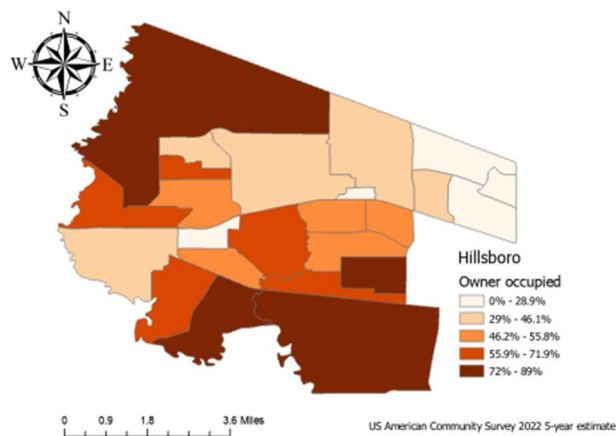 N
W E
S
Hillsboro
Owner occupied
0% - 28.9%
29% - 46.1%
46.2% - 55.8%
55.9% - 71.9%
72% - 89%
0 0.9 1.8 3.6 Miles
US American Community Survey 2022 5-year estimate